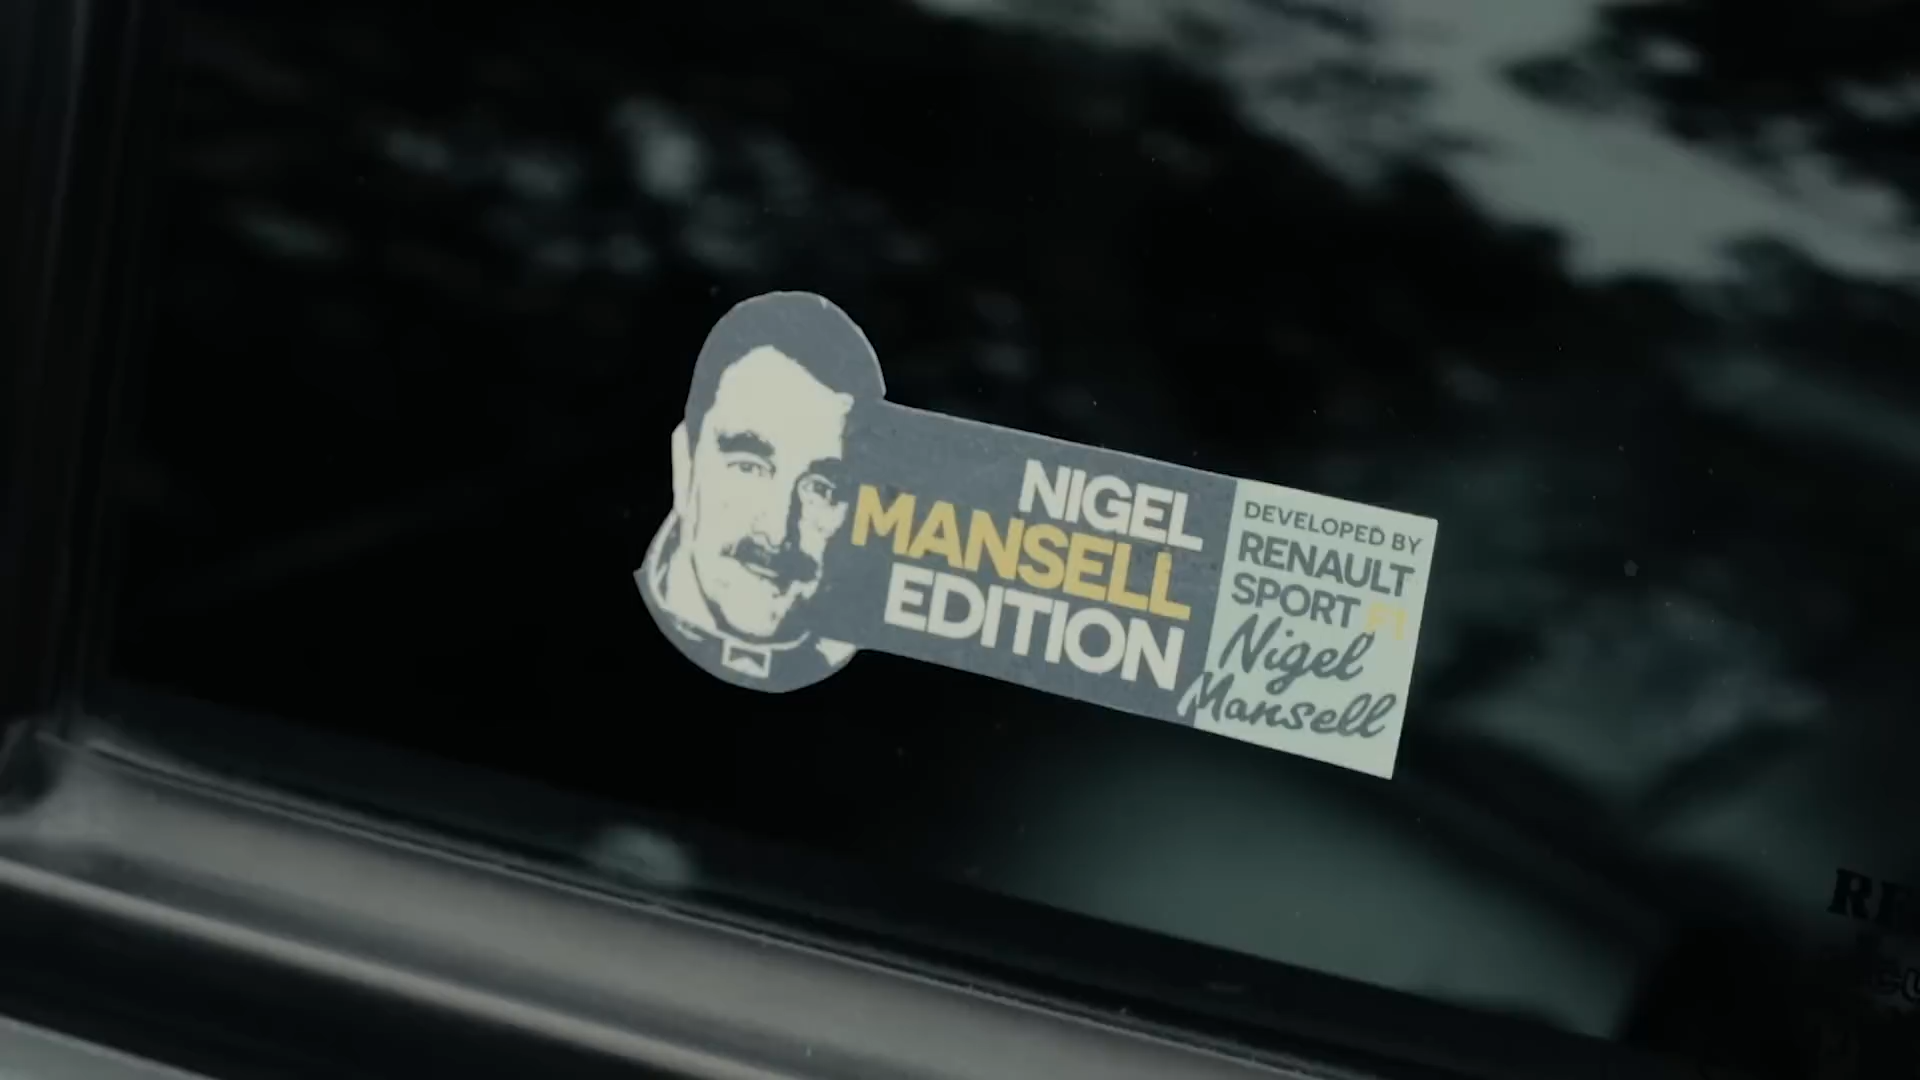 NIGEL
MANSELL
EDITION
DEVELOPED BY
RENAULT
SPORT F1
Nigel
Mansell